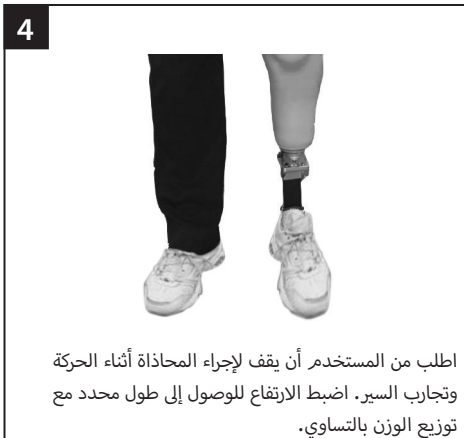 4
اطلب من المستخدم أن يقف لإجراء المحاذاة أثناء الحركة
وتجارب السير. اضبط الارتفاع للوصول إلى طول محدد مع
توزيع الوزن بالتساوي.